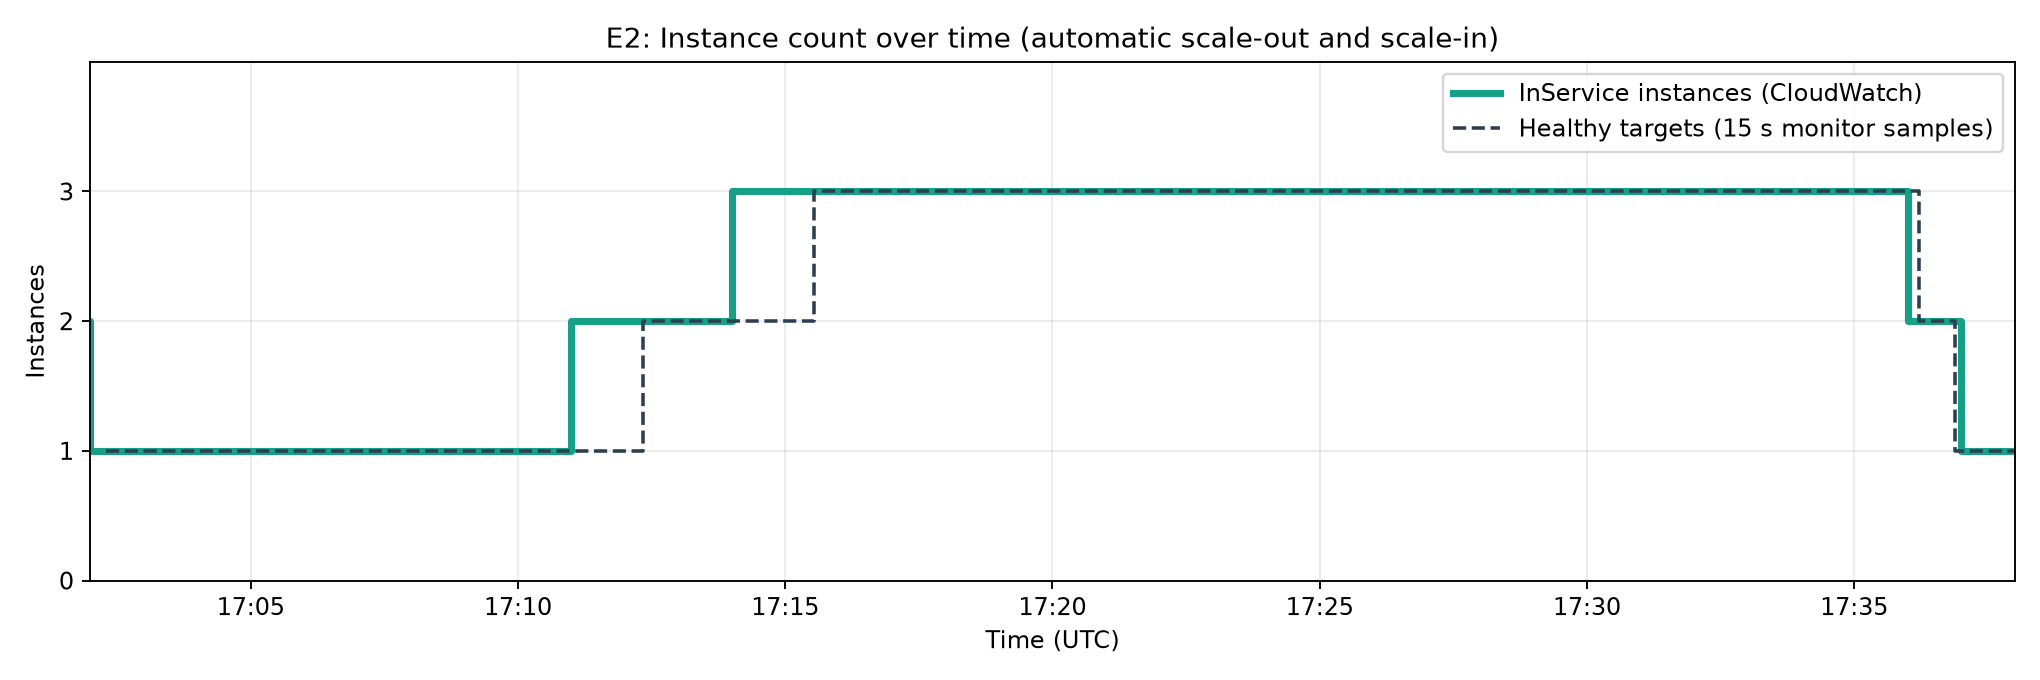 E2: Instance count over time (automatic scale-out and scale-in)
InService instances (CloudWatch)
Healthy targets (15 s monitor samples)
Instances
3
2
1
0
17:05 17:10 17:15 17:20 17:25 17:30 17:35
Time (UTC)